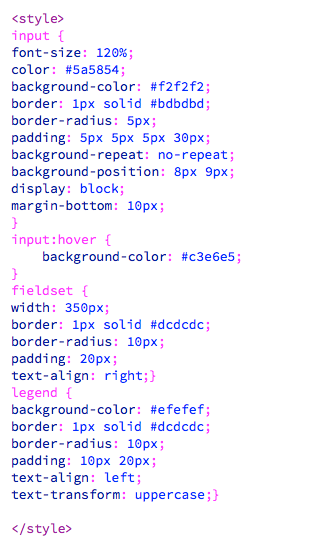 <style>
input {
font-size: 120%;
color: #5a5854;
background-color: #f2f2f2;
border: 1px solid #bdbdbd;
border-radius: 5px;
padding: 5px 5px 5px 30px;
background-repeat: no-repeat;
background-position: 8px 9px;
display: block;
margin-bottom: 10px;
}
input:hover {
    background-color: #c3e6e5;
}
fieldset {
width: 350px;
border: 1px solid #dcdcdc;
border-radius: 10px;
padding: 20px;
text-align: right;}
legend {
background-color: #efefef;
border: 1px solid #dcdcdc;
border-radius: 10px;
padding: 10px 20px;
text-align: left;
text-transform: uppercase;}

</style>